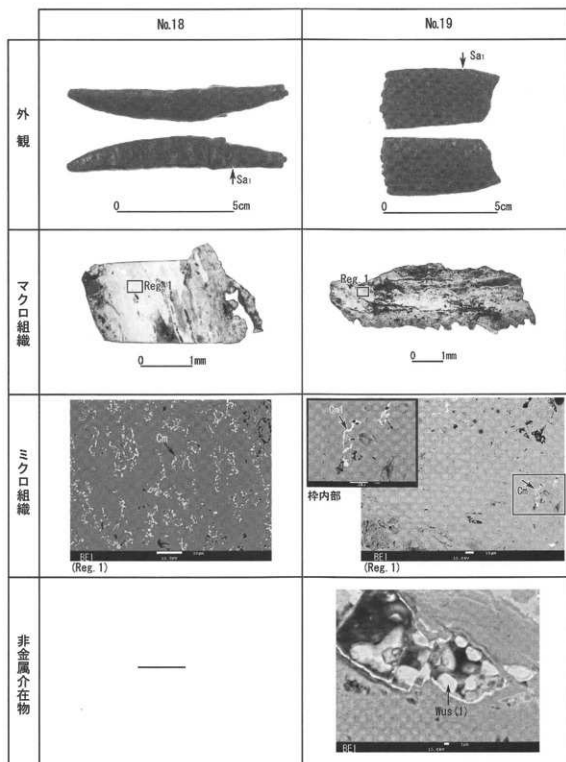 No.18
No.19
外観
Sa₁
0 5cm
Sa₁
0 5cm
マクロ組織
Reg. 1
0 1mm
Reg. 1
0 1mm
ミクロ組織
Cm
BEI
(Reg. 1)
Cm
枠内部
Cm
BEI
(Reg. 1)
非金属介在物
Wus(I)
BEI